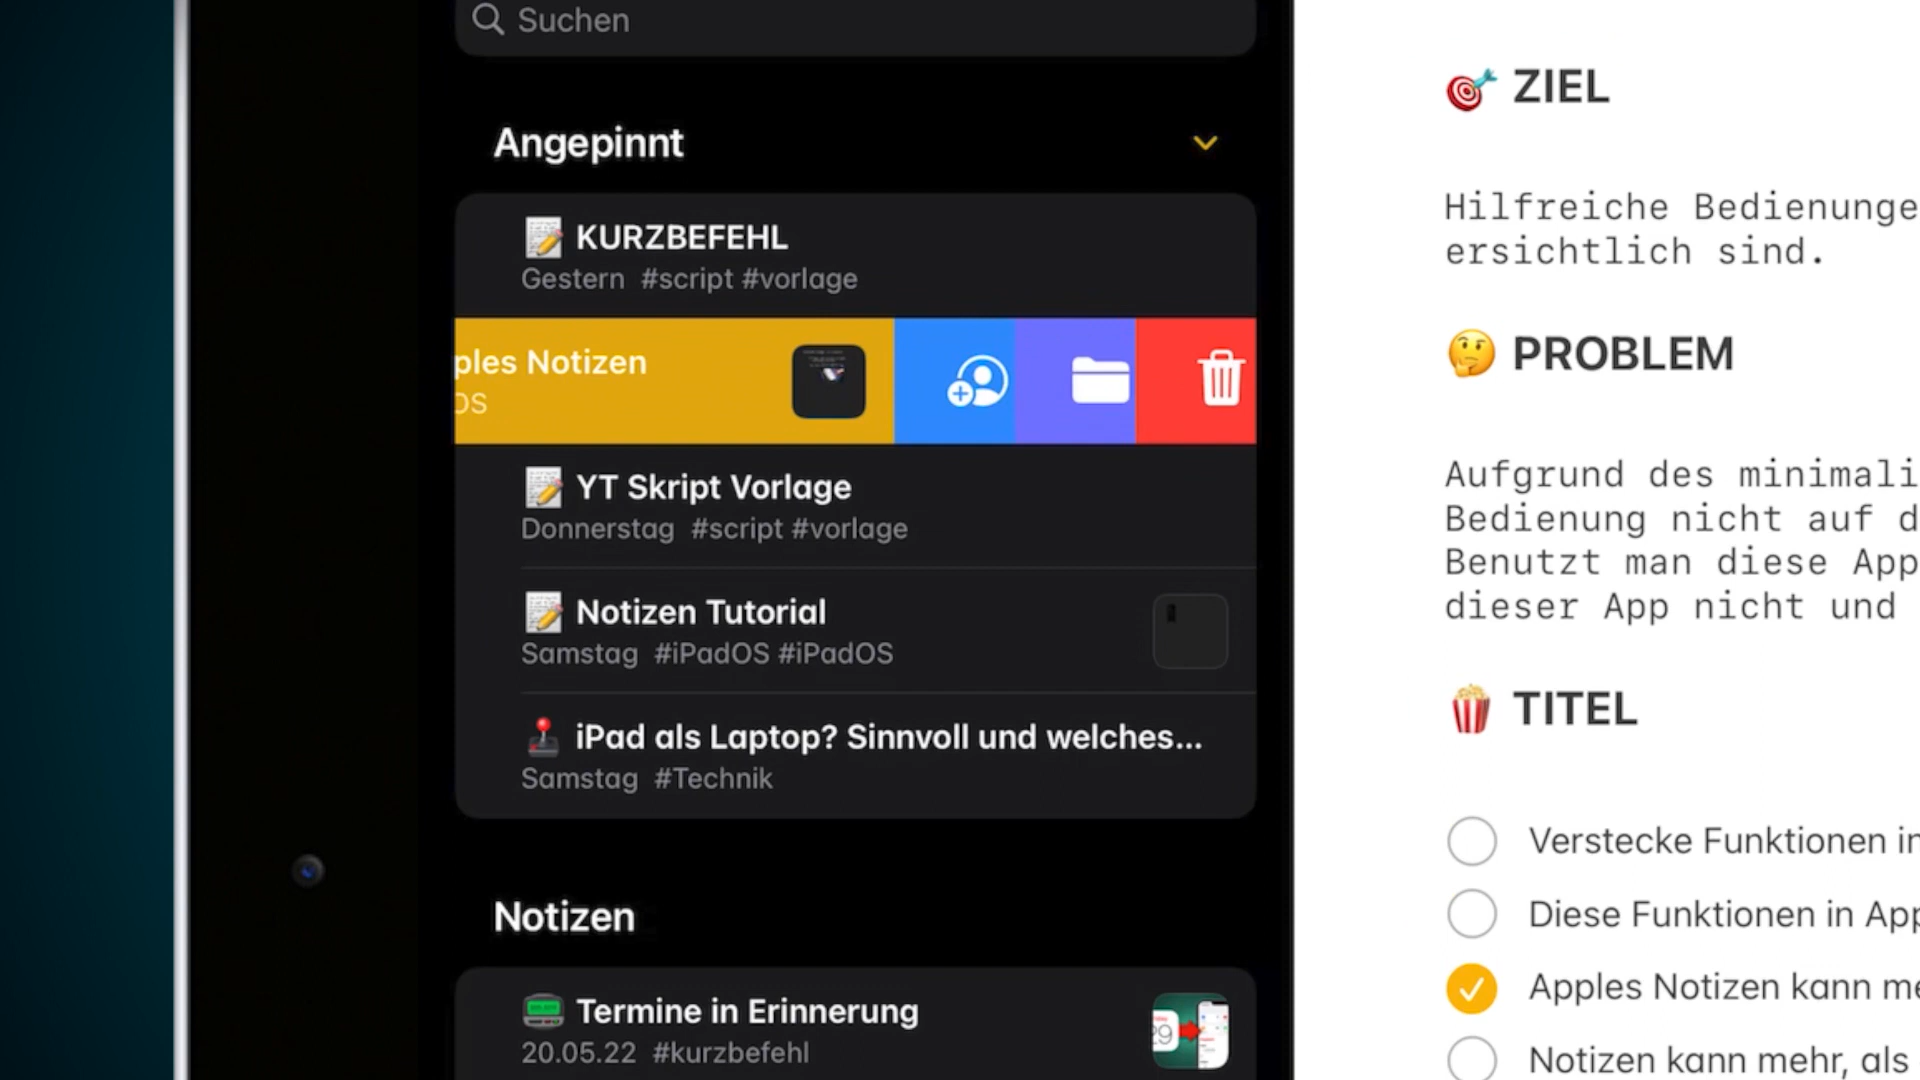 Suchen
Angepinnt
KURZBEFEHL
Gestern #script #vorlage
Notizen
OS
YT Skript Vorlage
Donnerstag #script #vorlage
Notizen Tutorial
Samstag #iPadOS #iPadOS
iPad als Laptop? Sinnvoll und welches...
Samstag #Technik
Notizen
Termine in Erinnerung
20.05.22 #kurzbefehl
ZIEL
Hilfreiche Bedienunge
ersichtlich sind.
PROBLEM
Aufgrund des minimali
Bedienung nicht auf d
Benutzt man diese App
dieser App nicht und
TITEL
Verstecke Funktionen in
Diese Funktionen in App
Apples Notizen kann me
Notizen kann mehr, als